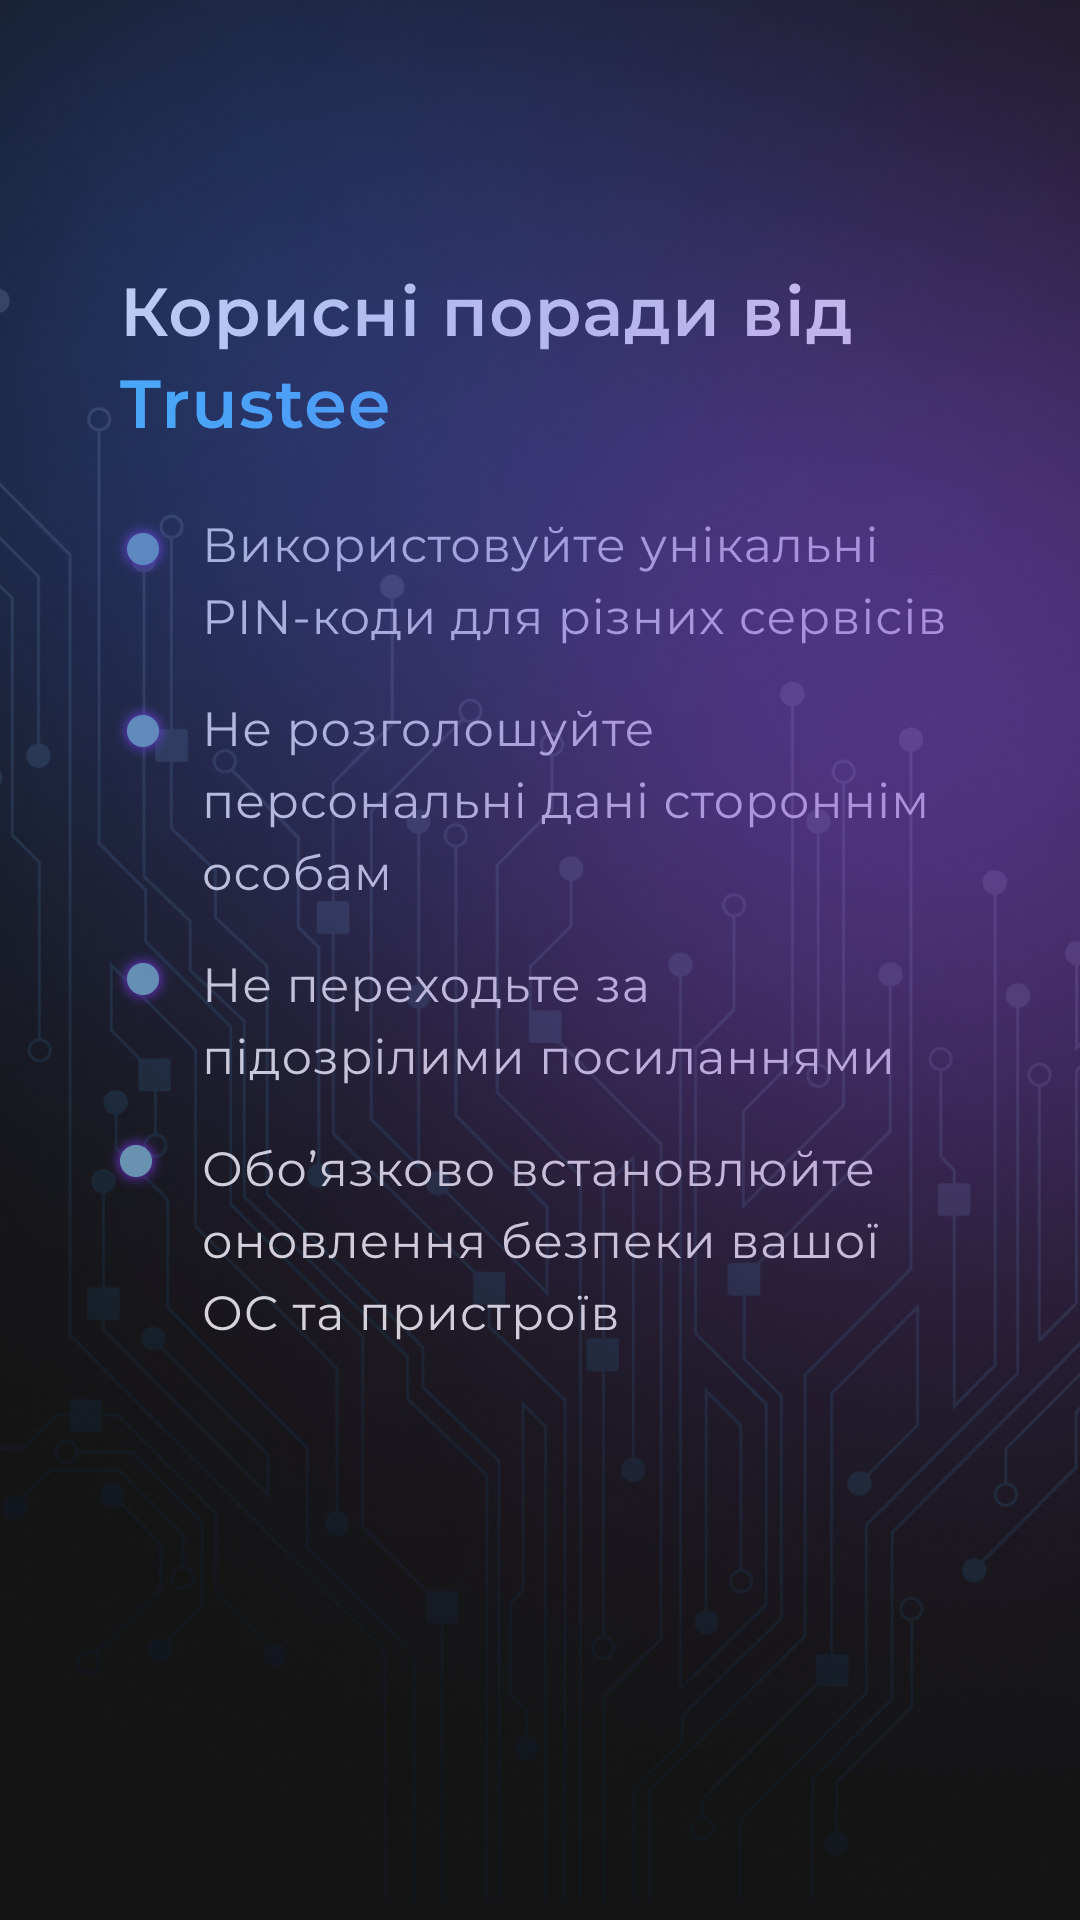 Корисні поради від
Trustee
Використовуйте унікальні
PIN-коди для різних сервісів
Не розголошуйте
персональні дані стороннім
особам
Не переходьте за
підозрілими посиланнями
Обо’язково встановлюйте
оновлення безпеки вашої
ОС та пристроїв